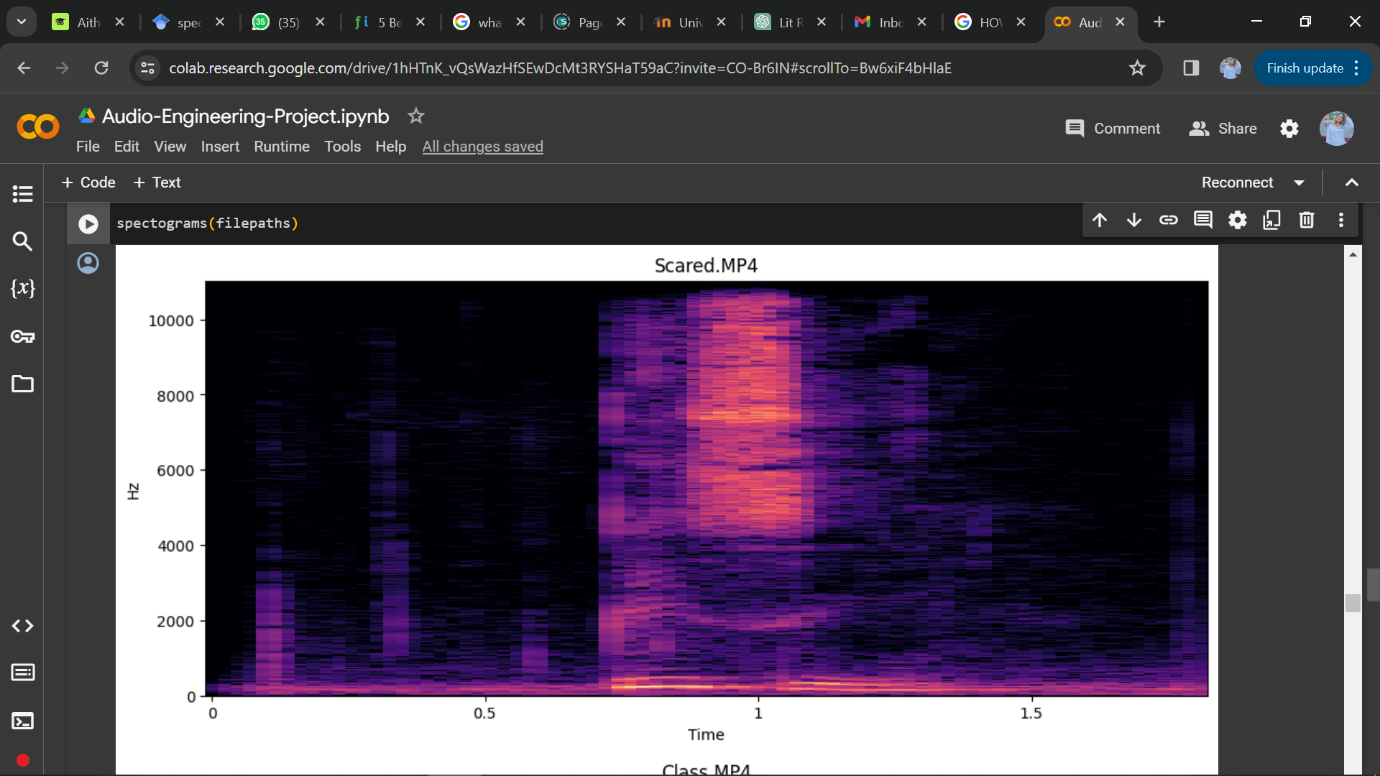 Aith
spec
(35)
5 Be
wha
Pag
Univ
Lit R
Inbo
HOV
Aud
colab.research.google.com/drive/1hHTnK_vQsWazHfSEwDcMt3RYSHaT59aC?invite=CO-Br6IN#scrollTo=Bw6xiF4bHlaE
Finish update
Audio-Engineering-Project.ipynb
Comment
Share
File Edit View Insert Runtime Tools Help All changes saved
+ Code + Text
Reconnect
spectograms(filepaths)
Scared.MP4
10000
8000
6000
4000
2000
0
Hz
0 0.5 1 1.5
Time
Class.MP4